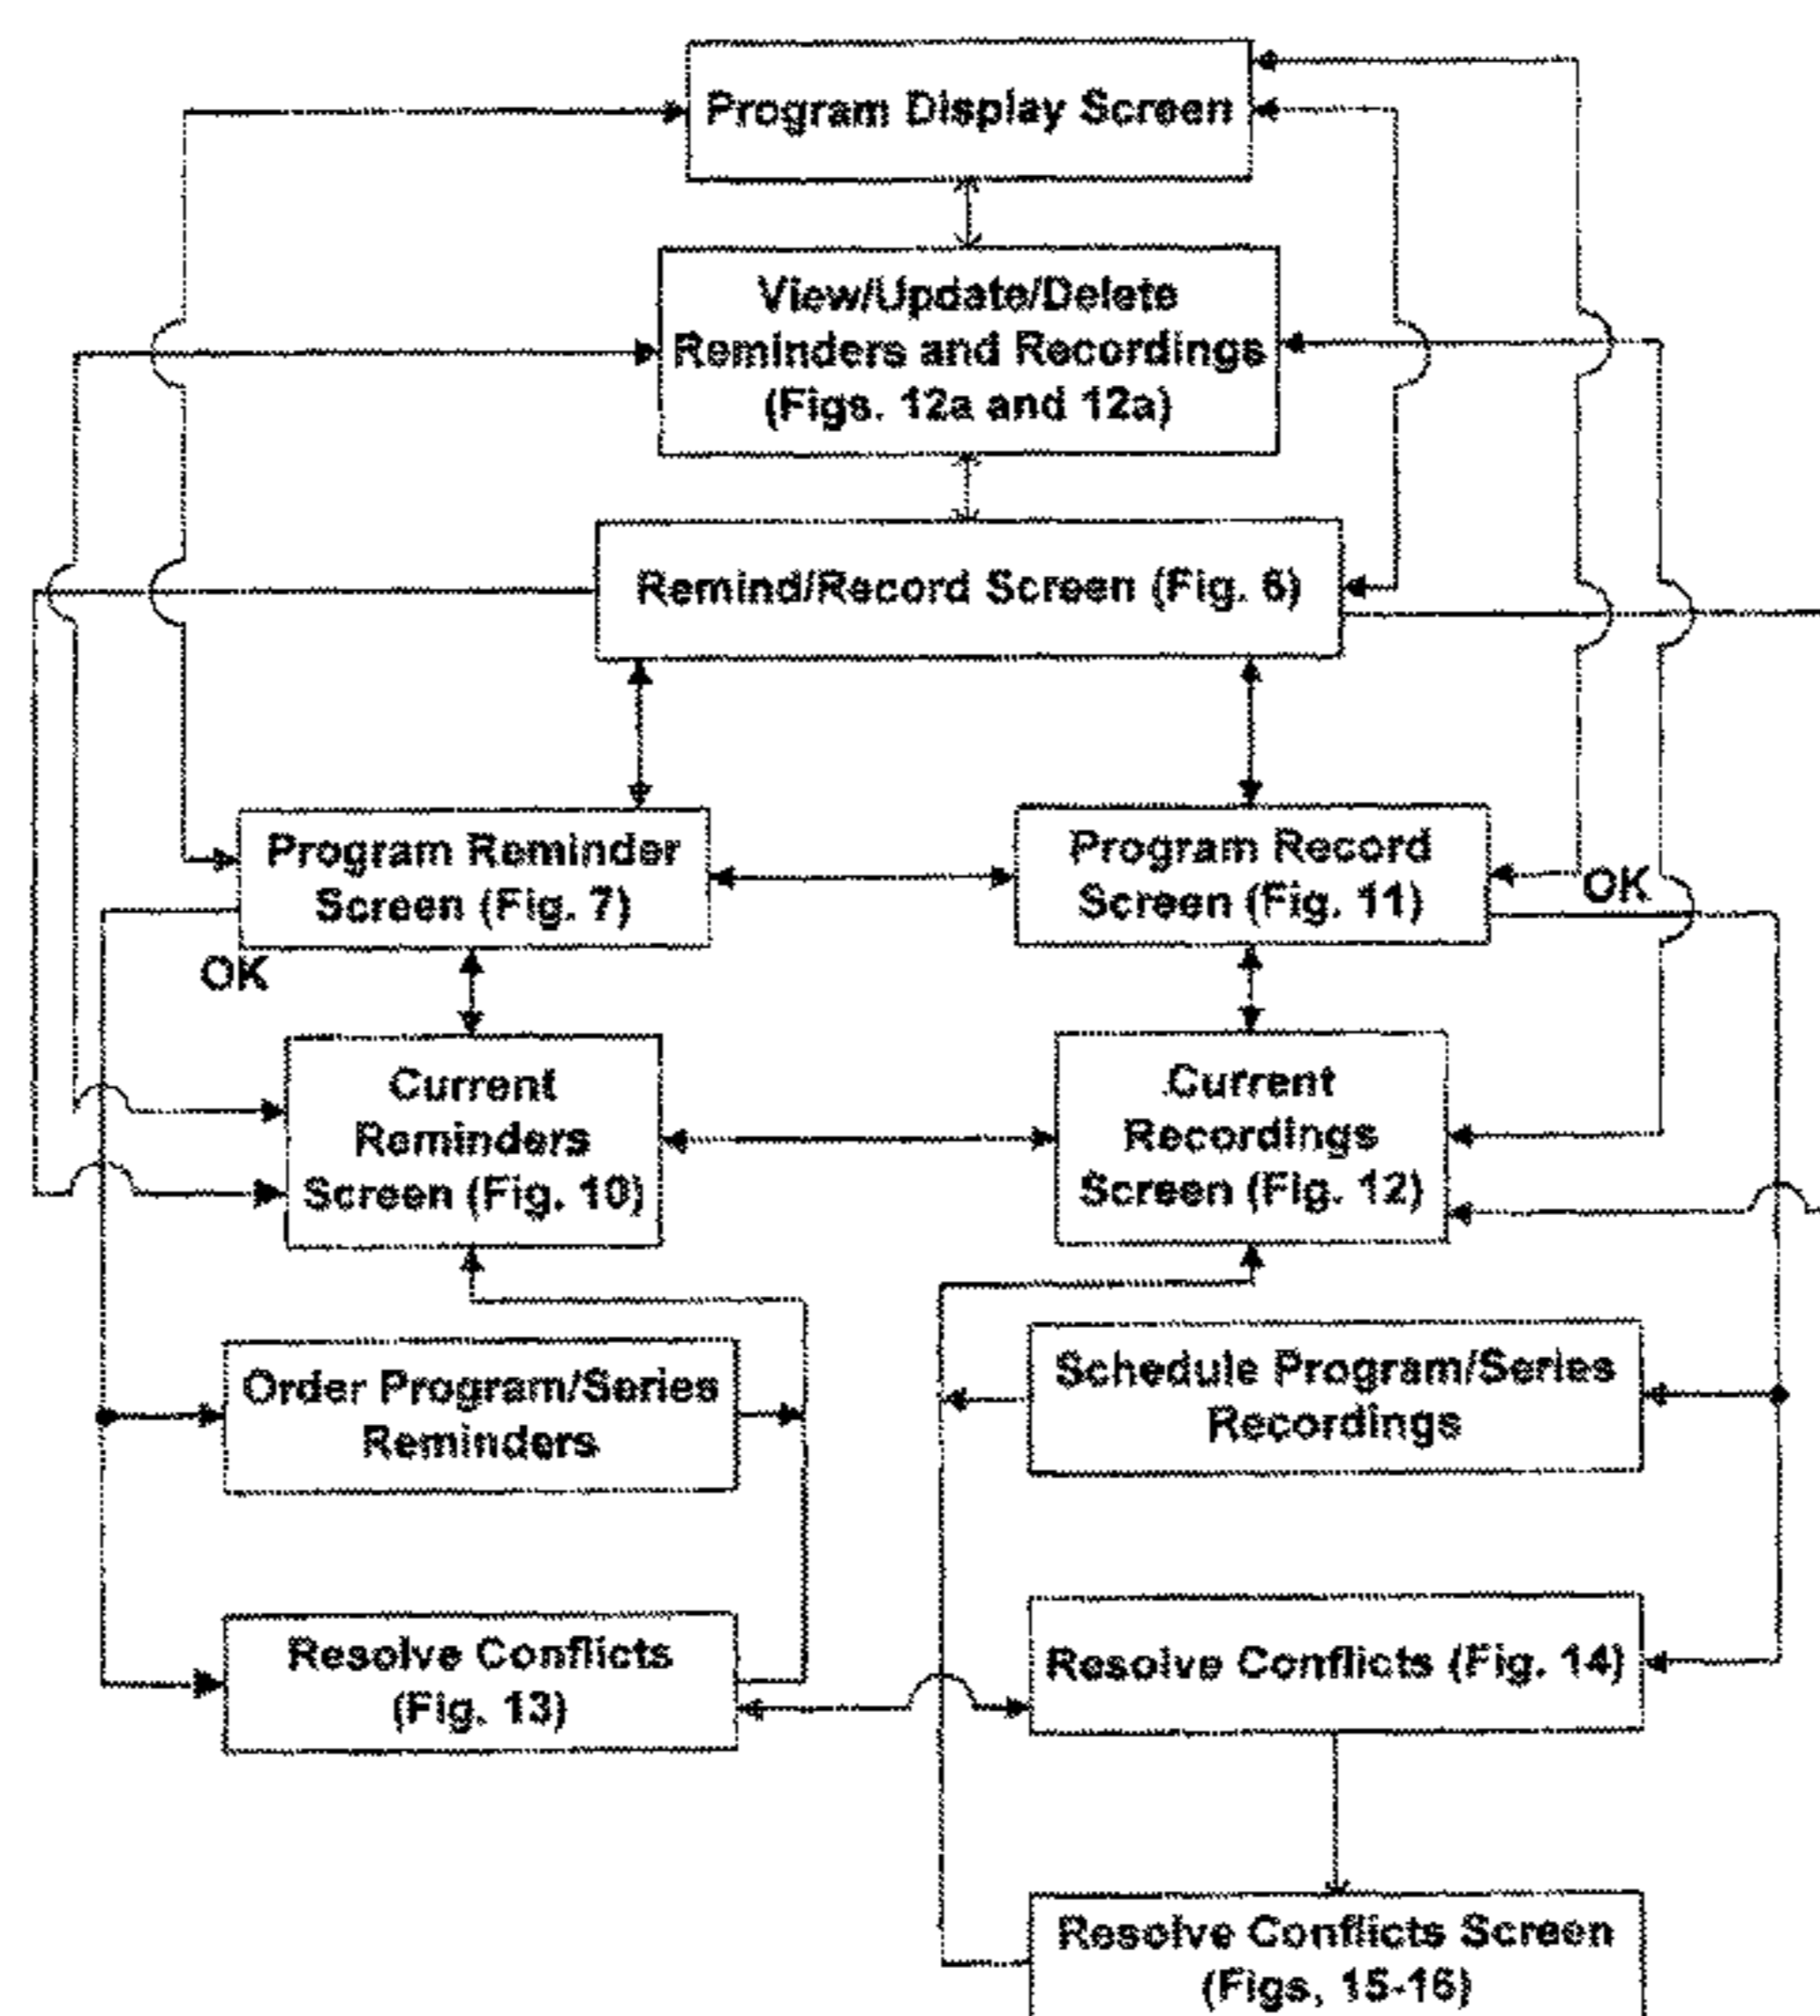 Program Display Screen
View/Update/Delete
Reminders and Recordings
(Figs. 12a and 12a)
Remind/Record Screen (Fig. 6)
Program Reminder
Screen (Fig. 7)
Program Record
Screen (Fig. 11)
OK
OK
Current
Reminders
Screen (Fig. 10)
Current
Recordings
Screen (Fig. 12)
Order Program/Series
Reminders
Schedule Program/Series
Recordings
Resolve Conflicts
(Fig. 13)
Resolve Conflicts (Fig. 14)
Resolve Conflicts Screen
(Figs, 15-16)